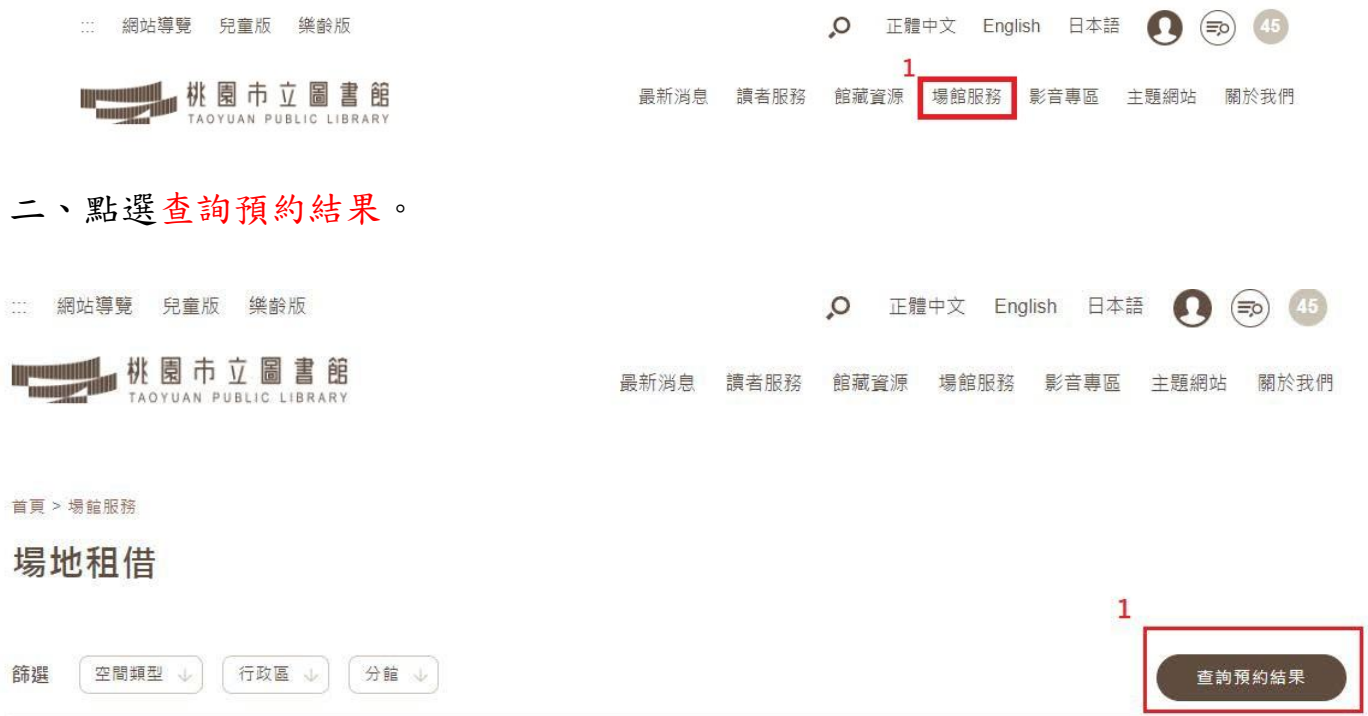 ::: 網站導覽 兒童版 樂齡版 正體中文 English 日本語 45
1
桃園市立圖書館
TAOYUAN PUBLIC LIBRARY
最新消息 讀者服務 館藏資源 場館服務 影音專區 主題網站 關於我們
二、點選查詢預約結果。
::: 網站導覽 兒童版 樂齡版 正體中文 English 日本語 45
桃園市立圖書館
TAOYUAN PUBLIC LIBRARY
最新消息 讀者服務 館藏資源 場館服務 影音專區 主題網站 關於我們
首頁 > 場館服務
場地租借
1
篩選 空間類型 ↓ 行政區 ↓ 分館 ↓ 查詢預約結果